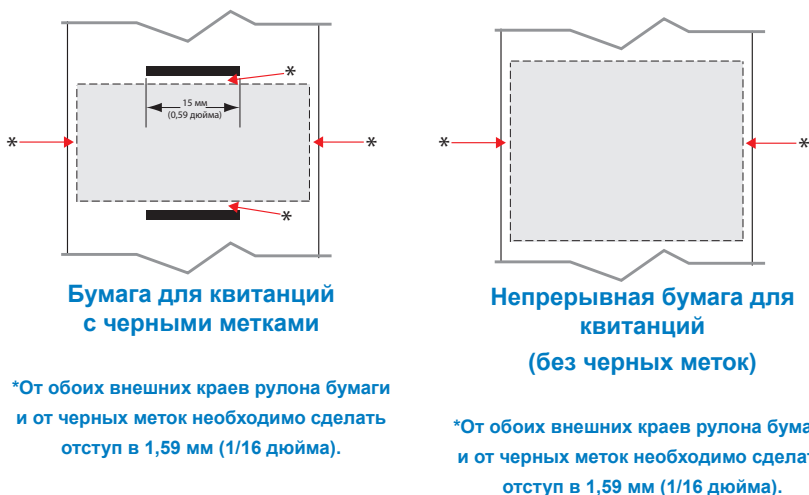 *
15 мм
(0,59 дюйма)
*
*
*
Бумага для квитанций
с черными метками
*От обоих внешних краев рулона бумаги
и от черных меток необходимо сделать
отступ в 1,59 мм (1/16 дюйма).
*
*
Непрерывная бумага для
квитанций
(без черных меток)
*От обоих внешних краев рулона бума
и от черных меток необходимо сделат
отступ в 1,59 мм (1/16 дюйма).